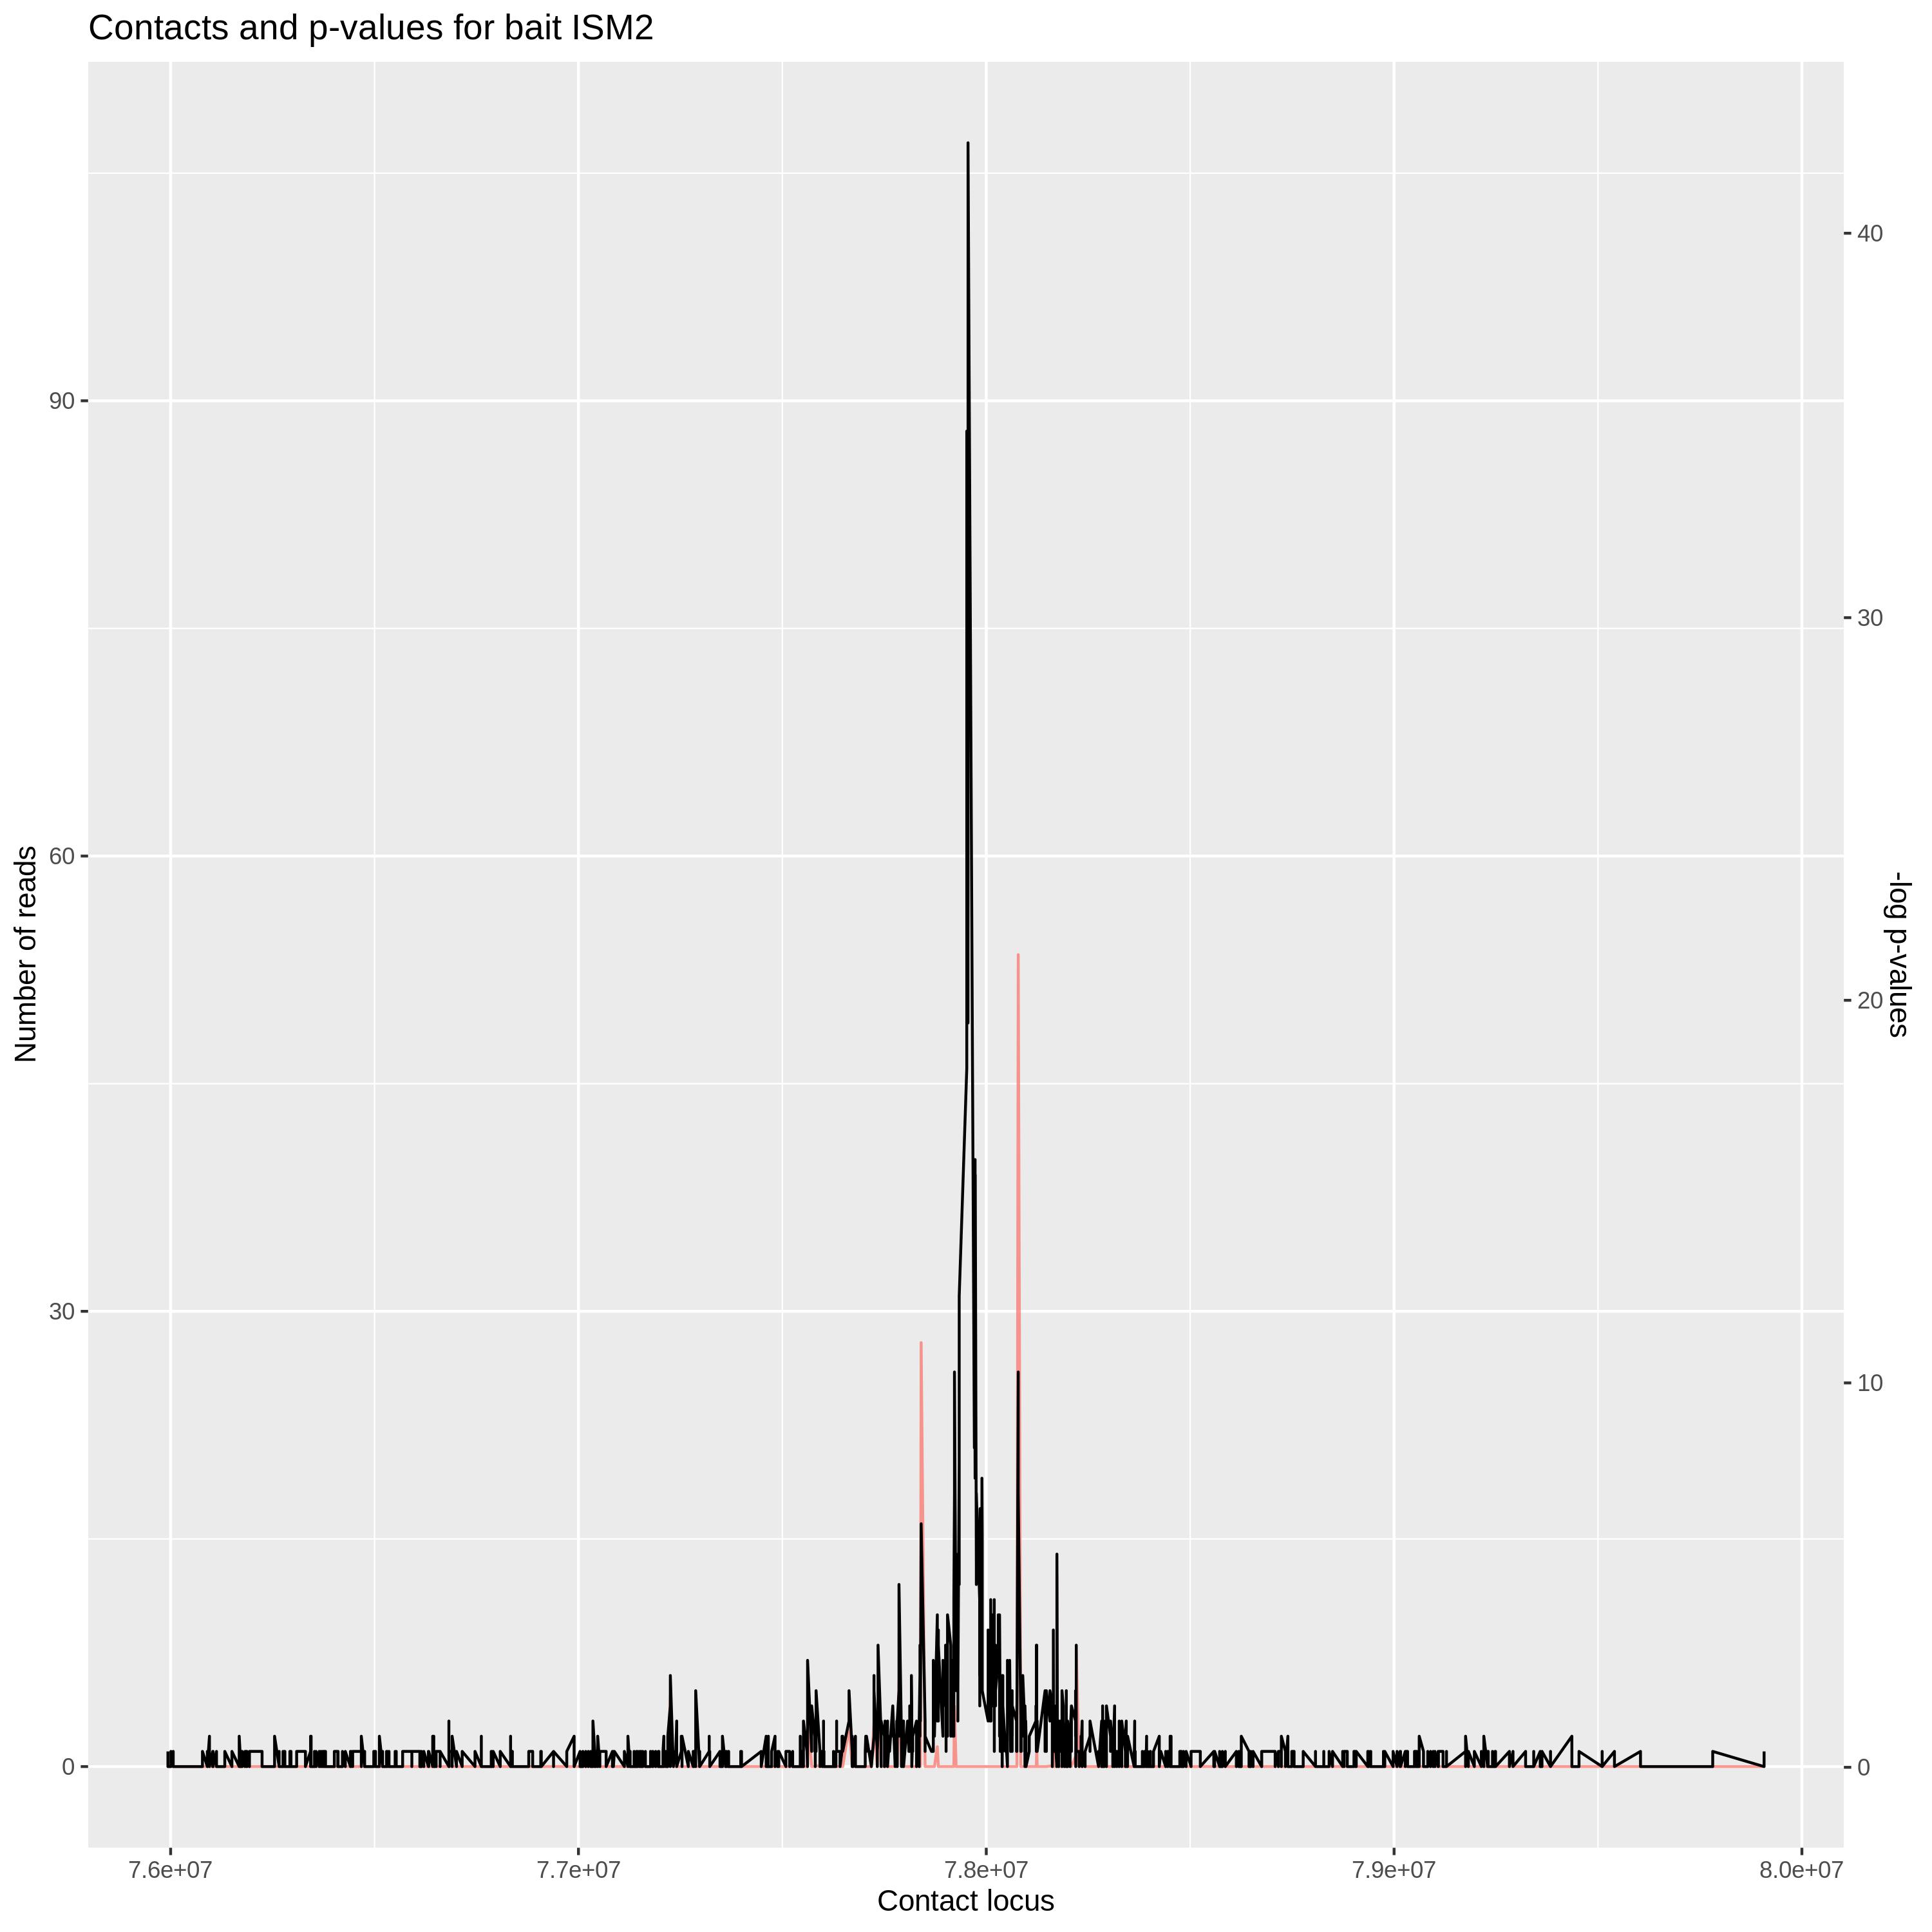 Contacts and p-values for bait ISM2
90
60
30
0
Number of reads
40
30
20
10
0
-log p-values
7.6e+07 7.7e+07 7.8e+07 7.9e+07 8.0e+07
Contact locus